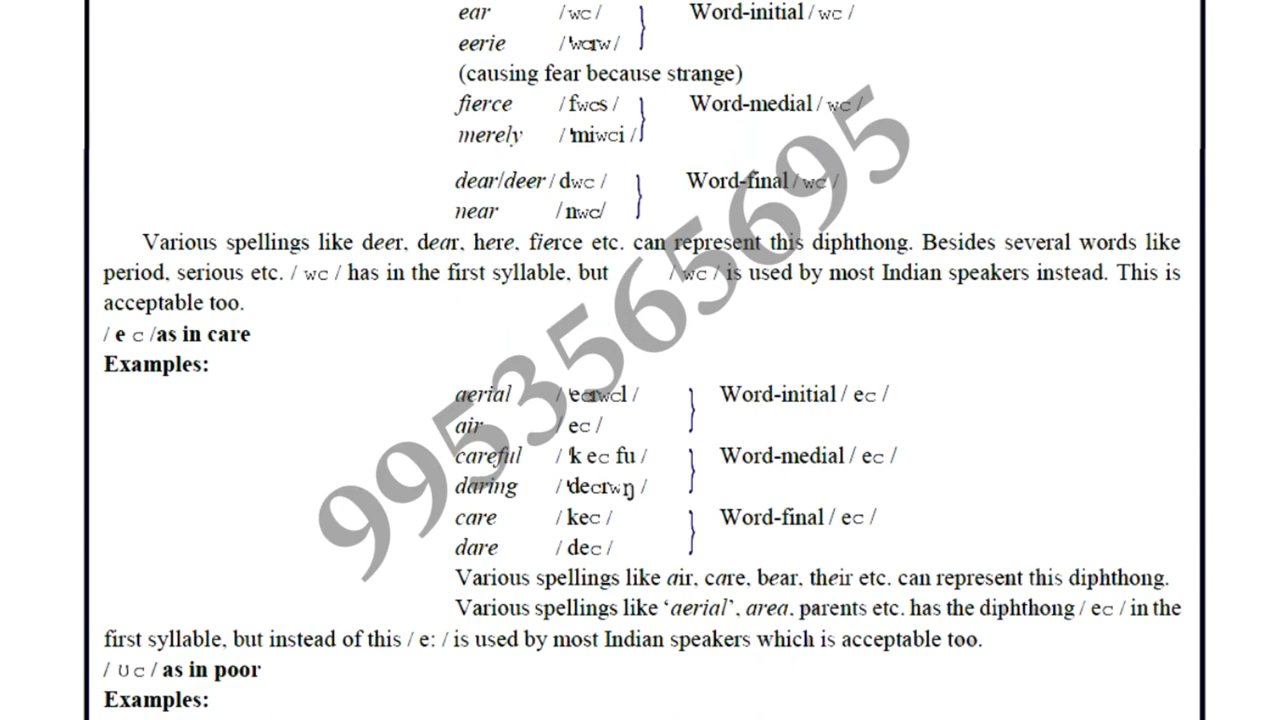 ear / wc / } Word-initial / wc /
eerie / 'wcrw / }
(causing fear because strange)
fierce / fwcs / } Word-medial / wc /
merely / 'miwci / }
dear/deer / dwc / } Word-final / wc /
near / nwc/ }
Various spellings like deer, dear, here, fierce etc. can represent this diphthong. Besides several words like
period, serious etc. / wc / has in the first syllable, but / wc / is used by most Indian speakers instead. This is
acceptable too.
/ e c /as in care
Examples:
aerial / 'ecrwcl / } Word-initial / ec /
air / ec / }
careful / 'k ec fu / } Word-medial / ec /
daring / 'decrwŋ / }
care / kec / } Word-final / ec /
dare / dec / }
Various spellings like air, care, bear, their etc. can represent this diphthong.
Various spellings like 'aerial', area, parents etc. has the diphthong / ec / in the
first syllable, but instead of this / e: / is used by most Indian speakers which is acceptable too.
/ ʊ c / as in poor
Examples:
9953565695